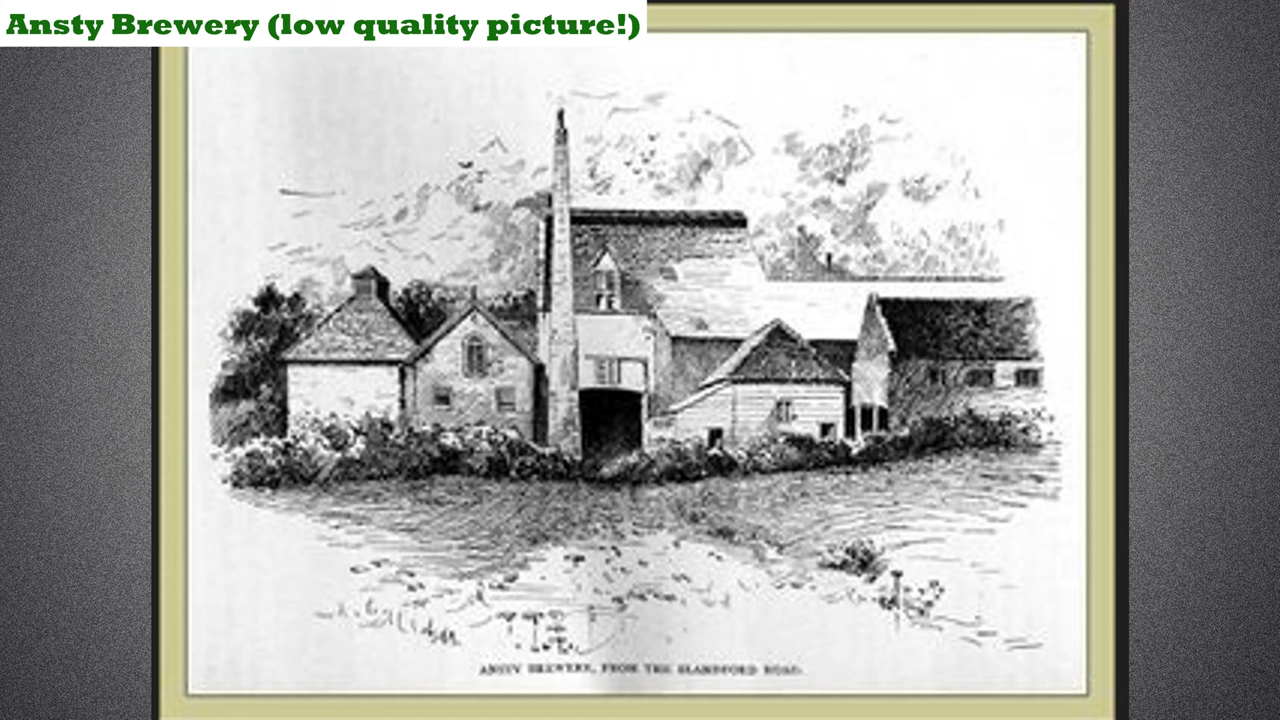 Ansty Brewery (low quality picture!)
ANSTY BREWERY, FROM THE BLANDFORD ROAD.